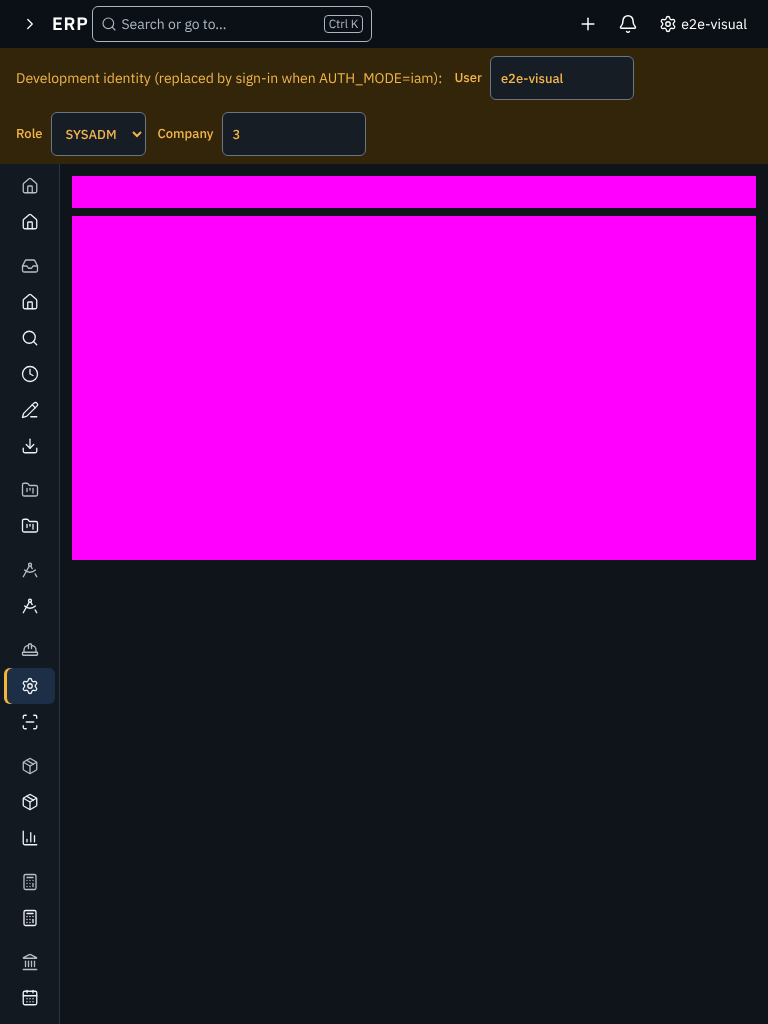 ERP
Search or go to...
Ctrl K
e2e-visual
Development identity (replaced by sign-in when AUTH_MODE=iam):
User
e2e-visual
Role
SYSADM
Company
3